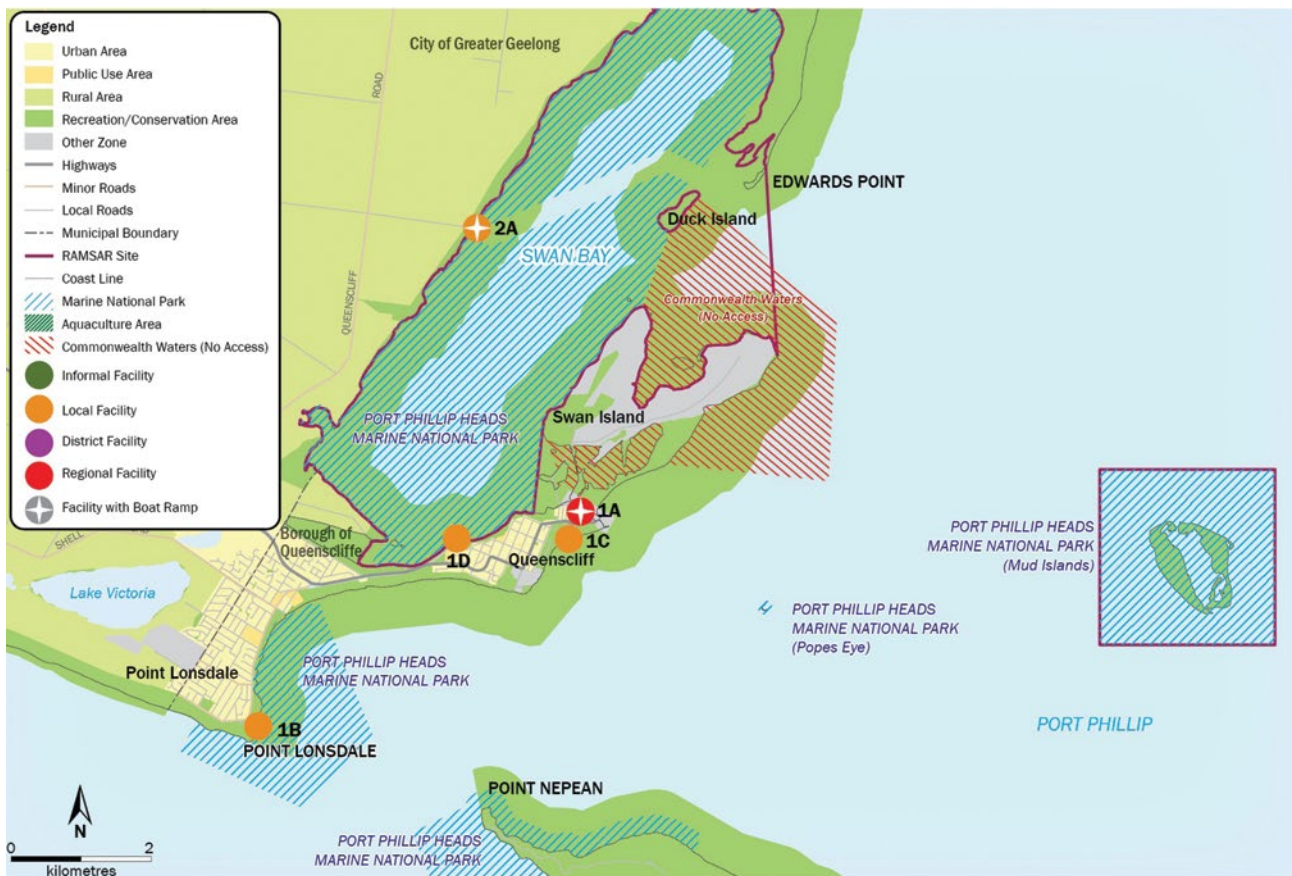 Legend
Urban Area
Public Use Area
Rural Area
Recreation/Conservation Area
Other Zone
Highways
Minor Roads
Local Roads
Municipal Boundary
RAMSAR Site
Coast Line
Marine National Park
Aquaculture Area
Commonwealth Waters (No Access)
Informal Facility
Local Facility
District Facility
Regional Facility
Facility with Boat Ramp
City of Greater Geelong
ROAD
QUEENSCLIFF
EDWARDS POINT
Duck Island
2A
SWAN BAY
Commonwealth Waters
(No Access)
Swan Island
PORT PHILLIP HEADS
MARINE NATIONAL PARK
1A
1C
1D
Queenscliff
Borough of
Queenscliffe
SHELL
Lake Victoria
PORT PHILLIP HEADS
MARINE NATIONAL PARK
(Mud Islands)
PORT PHILLIP HEADS
MARINE NATIONAL PARK
(Popes Eye)
Point Lonsdale
PORT PHILLIP HEADS
MARINE NATIONAL PARK
1B
POINT LONSDALE
PORT PHILLIP
POINT NEPEAN
PORT PHILLIP HEADS
MARINE NATIONAL PARK
N
0 2
kilometres